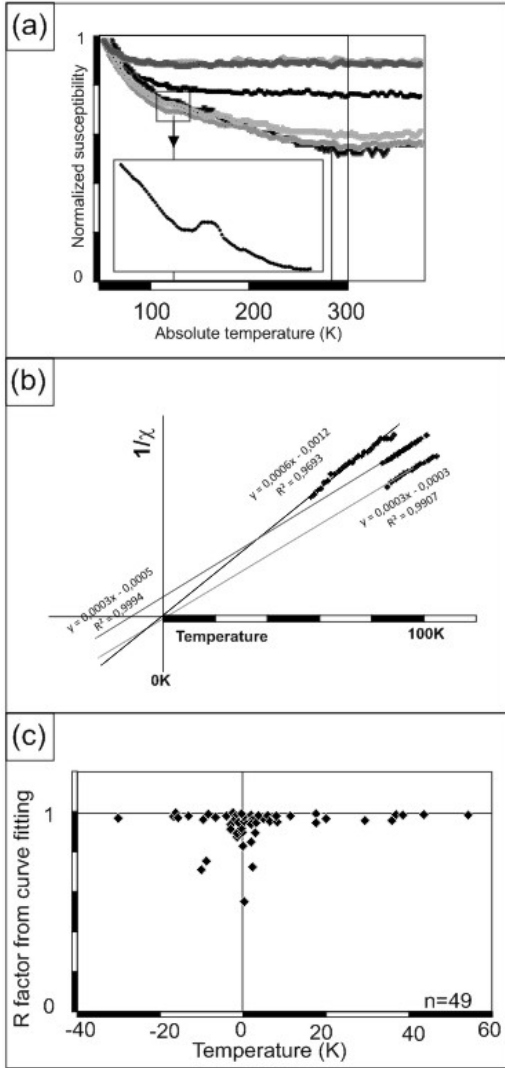 (a)
1
Normalized susceptibility
0
100
200
300
Absolute temperature (K)
(b)
1/χ
y = 0,0006x - 0,0012
R² = 0,9693
y = 0,0003x - 0,0003
R² = 0,9907
y = 0,0003x - 0,0005
R² = 0,9994
Temperature
100K
0K
(c)
1
R factor from curve fitting
0
n=49
-40
-20
0
20
40
60
Temperature (K)